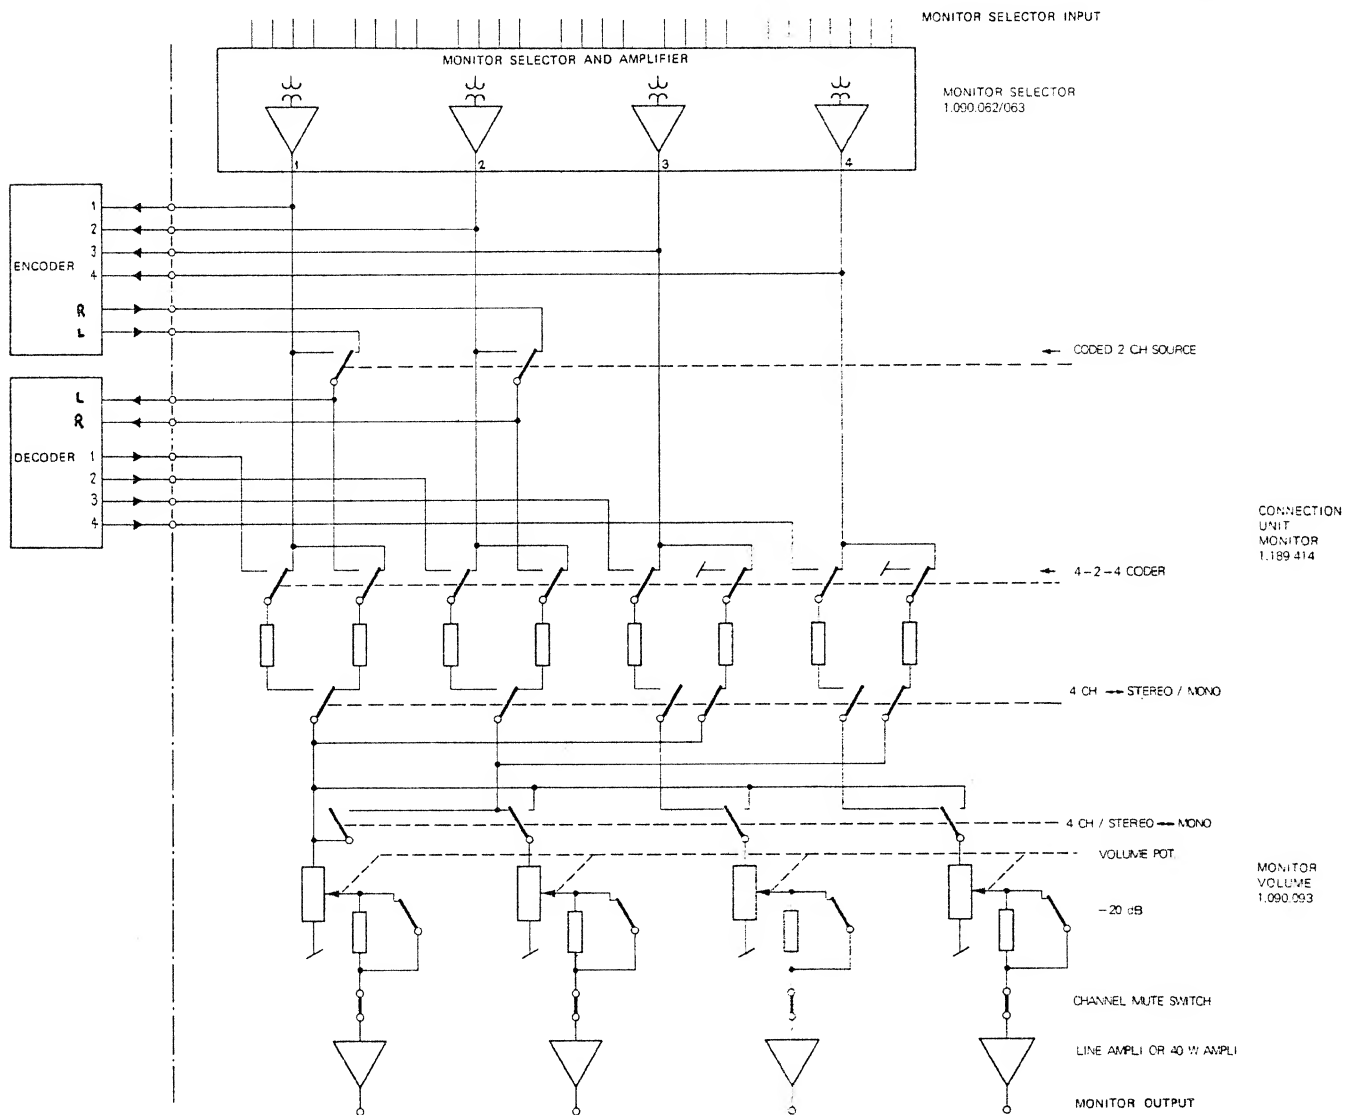 MONITOR SELECTOR INPUT
MONITOR SELECTOR AND AMPLIFIER
MONITOR SELECTOR
1.090.062/063
1
2
3
4
ENCODER
1
2
3
4
R
L
CODED 2 CH SOURCE
DECODER
L
R
1
2
3
4
CONNECTION
UNIT
MONITOR
1.189.414
4-2-4 CODER
4 CH ↔ STEREO / MONO
4 CH / STEREO ↔ MONO
VOLUME POT.
MONITOR
VOLUME
1.090.093
-20 dB
CHANNEL MUTE SWITCH
LINE AMPLI OR 40 W AMPLI
MONITOR OUTPUT